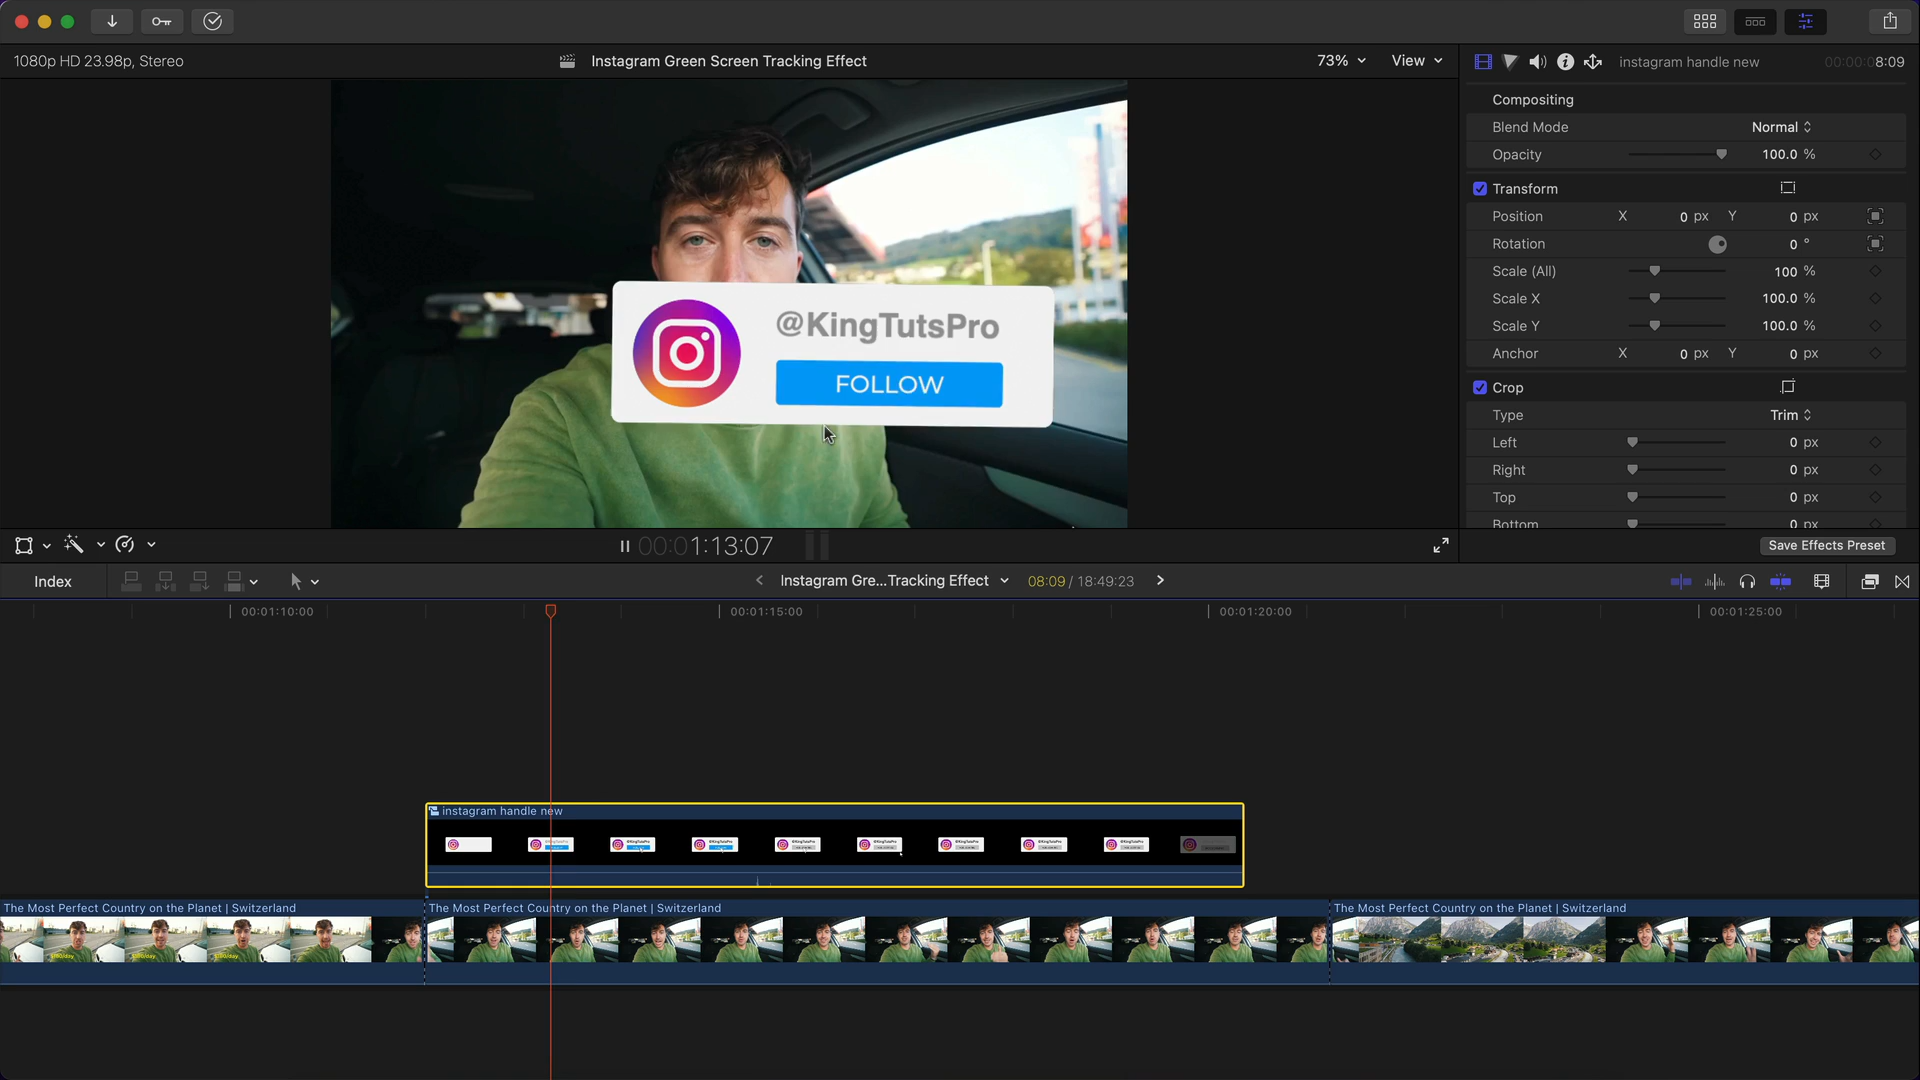 1080p HD 23.98p, Stereo
Instagram Green Screen Tracking Effect
73%
View
instagram handle new
00:00:08:09
Compositing
Blend Mode
Normal
Opacity
100.0 %
Transform
Position
X
0 px
Y
0 px
Rotation
0 °
Scale (All)
100 %
Scale X
100.0 %
Scale Y
100.0 %
Anchor
X
0 px
Y
0 px
Crop
Type
Trim
Left
0 px
Right
0 px
Top
0 px
Bottom
0 px
@KingTutsPro
FOLLOW
00:01:13:07
Save Effects Preset
Index
Instagram Gre...Tracking Effect
08:09 / 18:49:23
00:01:10:00
00:01:15:00
00:01:20:00
00:01:25:00
instagram handle new
The Most Perfect Country on the Planet | Switzerland
The Most Perfect Country on the Planet | Switzerland
The Most Perfect Country on the Planet | Switzerland